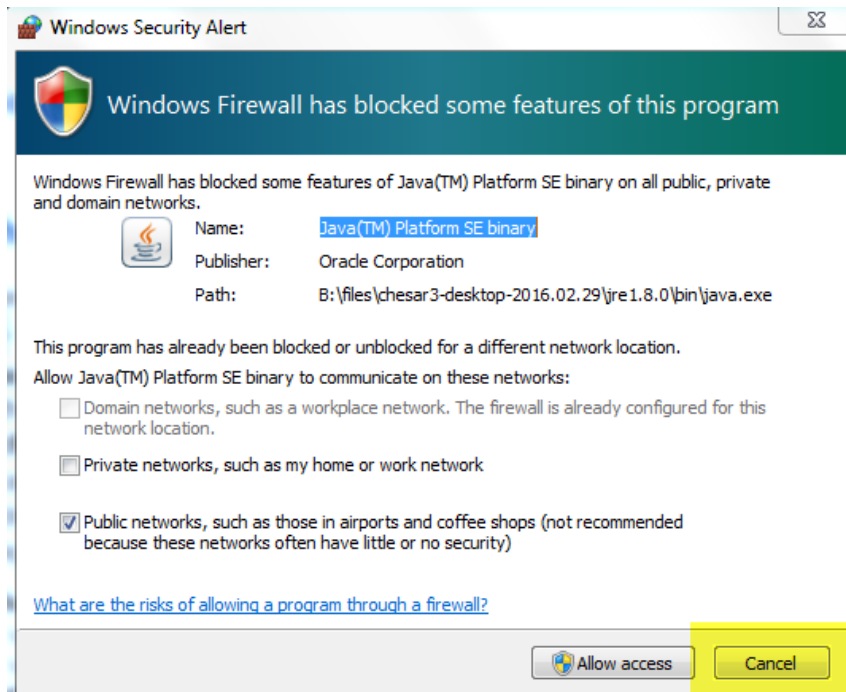 Windows Security Alert
Windows Firewall has blocked some features of this program
Windows Firewall has blocked some features of Java(TM) Platform SE binary on all public, private
and domain networks.
Name: Java(TM) Platform SE binary
Publisher: Oracle Corporation
Path: B:\files\chesar3-desktop-2016.02.29\jre1.8.0\bin\java.exe
This program has already been blocked or unblocked for a different network location.
Allow Java(TM) Platform SE binary to communicate on these networks:
Domain networks, such as a workplace network. The firewall is already configured for this
network location.
Private networks, such as my home or work network
Public networks, such as those in airports and coffee shops (not recommended
because these networks often have little or no security)
What are the risks of allowing a program through a firewall?
Allow access Cancel